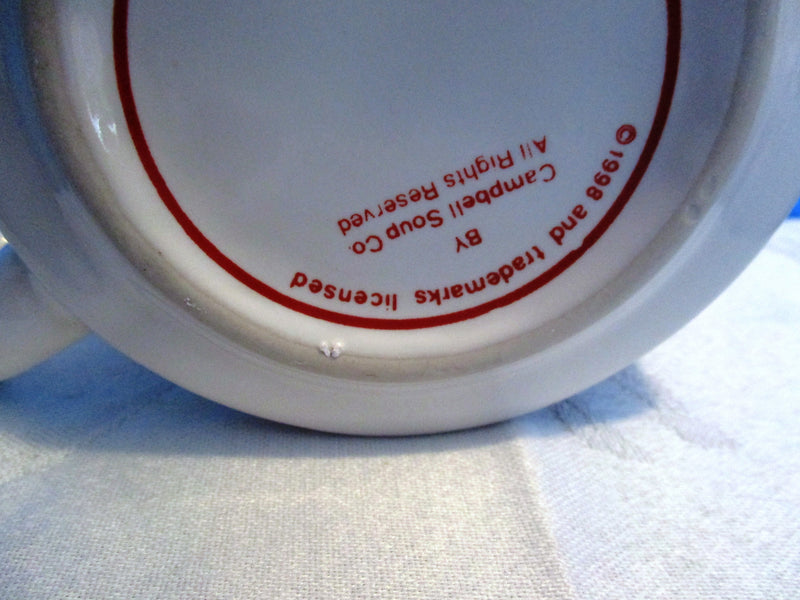 © 1998 and trademarks licensed
BY
Campbell Soup Co.
All Rights Reserved